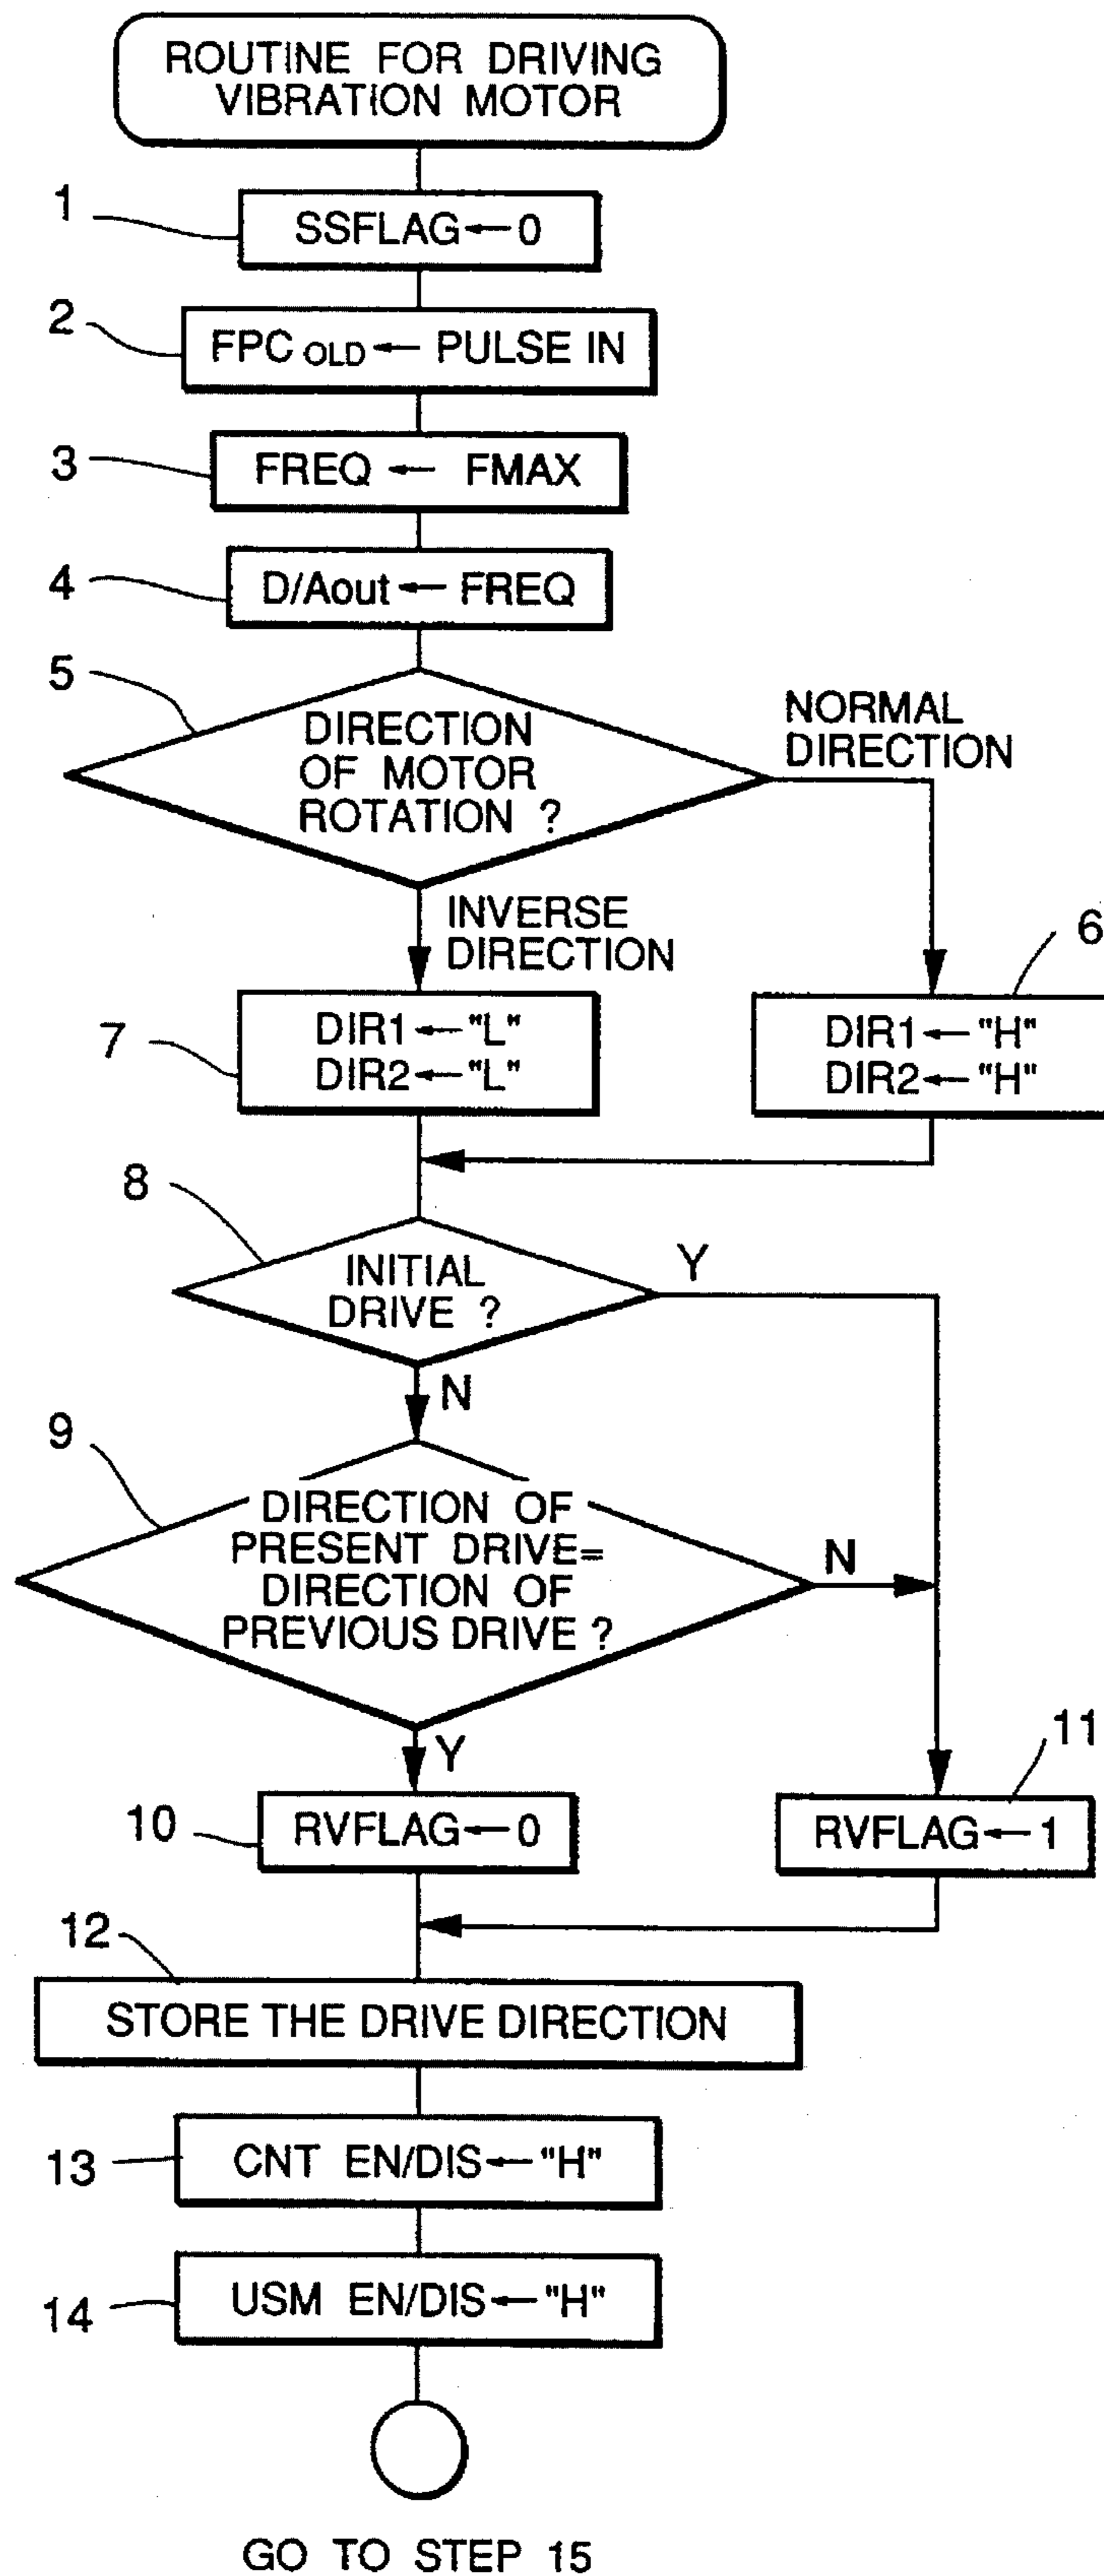 ROUTINE FOR DRIVING
VIBRATION MOTOR
1
SSFLAG←0
2
FPC OLD ← PULSE IN
3
FREQ ← FMAX
4
D/Aout ← FREQ
5
DIRECTION
OF MOTOR
ROTATION ?
NORMAL
DIRECTION
INVERSE
DIRECTION
6
DIR1←"H"
DIR2←"H"
7
DIR1←"L"
DIR2←"L"
8
INITIAL
DRIVE ?
Y
N
9
DIRECTION OF
PRESENT DRIVE=
DIRECTION OF
PREVIOUS DRIVE ?
N
Y
10
RVFLAG←0
11
RVFLAG←1
12
STORE THE DRIVE DIRECTION
13
CNT EN/DIS←"H"
14
USM EN/DIS←"H"
GO TO STEP 15